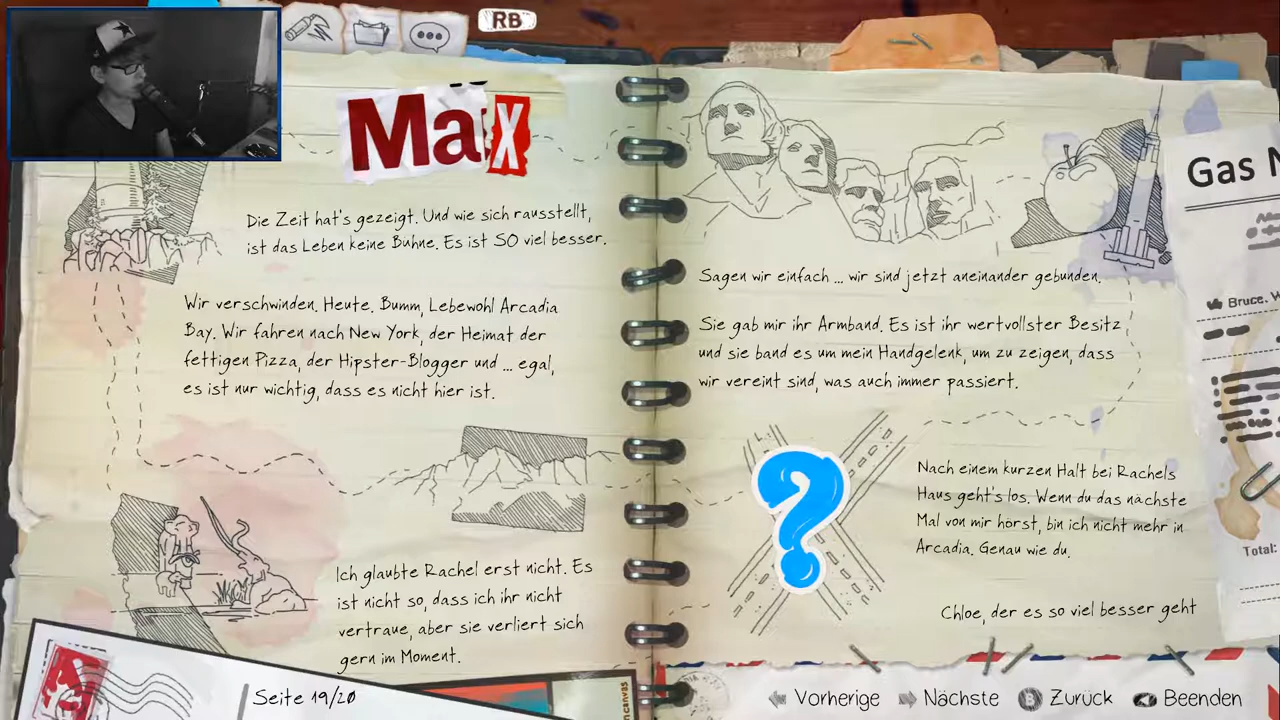 RB
Max
Die Zeit hat's gezeigt. Und wie sich rausstellt,
ist das Leben keine Bühne. Es ist SO viel besser.
Wir verschwinden. Heute. Bumm, Lebewohl Arcadia
Bay. Wir fahren nach New York, der Heimat der
fettigen Pizza, der Hipster-Blogger und ... egal,
es ist nur wichtig, dass es nicht hier ist.
Ich glaubte Rachel erst nicht. Es
ist nicht so, dass ich ihr nicht
vertraue, aber sie verliert sich
gern im Moment.
Seite 19/20
Sagen wir einfach ... wir sind jetzt aneinander gebunden.
Sie gab mir ihr Armband. Es ist ihr wertvollster Besitz
und sie band es um mein Handgelenk, um zu zeigen, dass
wir vereint sind, was auch immer passiert.
?
Nach einem kurzen Halt bei Rachels
Haus geht's los. Wenn du das nächste
Mal von mir hörst, bin ich nicht mehr in
Arcadia. Genau wie du.
Chloe, der es so viel besser geht
Gas
Bruce. W
Total:
Vorherige
Nächste
B Zurück
Beenden